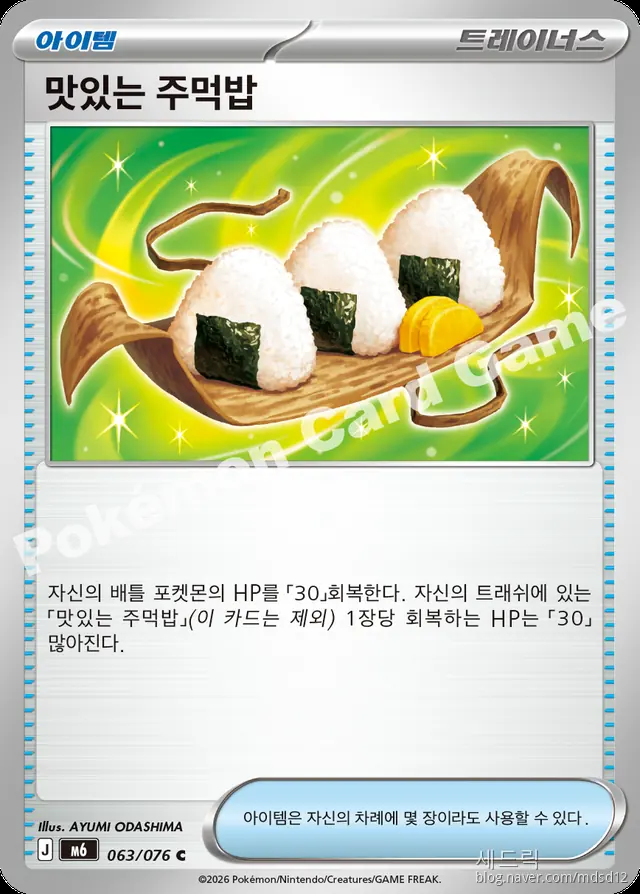 아이템
트레이너스
맛있는 주먹밥
Pokémon Card Game
자신의 배틀 포켓몬의 HP를 「30」회복한다. 자신의 트래쉬에 있는
「맛있는 주먹밥」(이 카드는 제외) 1장당 회복하는 HP는 「30」
많아진다.
아이템은 자신의 차례에 몇 장이라도 사용할 수 있다.
Illus. AYUMI ODASHIMA
J M6 063/076 C
©2026 Pokémon/Nintendo/Creatures/GAME FREAK.
세드릭
blog.naver.com/mdsd12